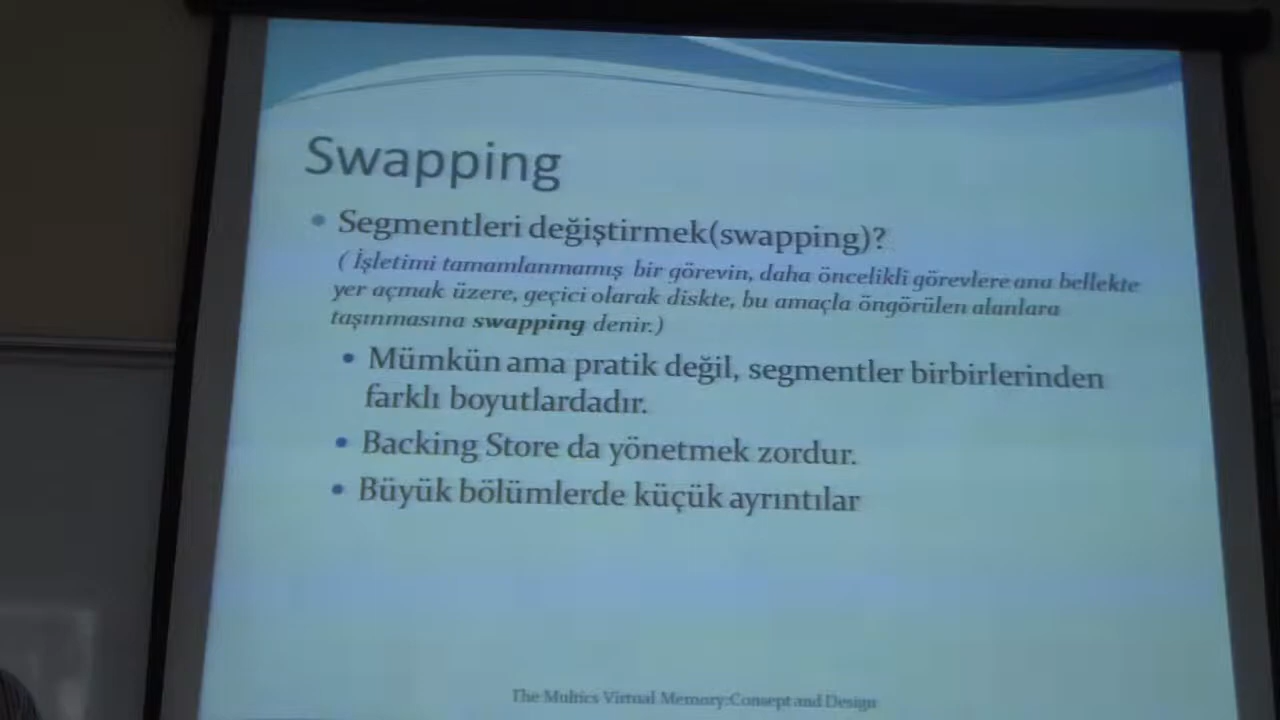 Swapping
• Segmentleri değiştirmek(swapping)?
( İşletimi tamamlanmamış bir görevin, daha öncelikli görevlere ana bellekte
yer açmak üzere, geçici olarak diskte, bu amaçla öngörülen alanlara
taşınmasına swapping denir.)
• Mümkün ama pratik değil, segmentler birbirlerinden
farklı boyutlardadır.
• Backing Store da yönetmek zordur.
• Büyük bölümlerde küçük ayrıntılar
The Multics Virtual Memory:Consept and Design